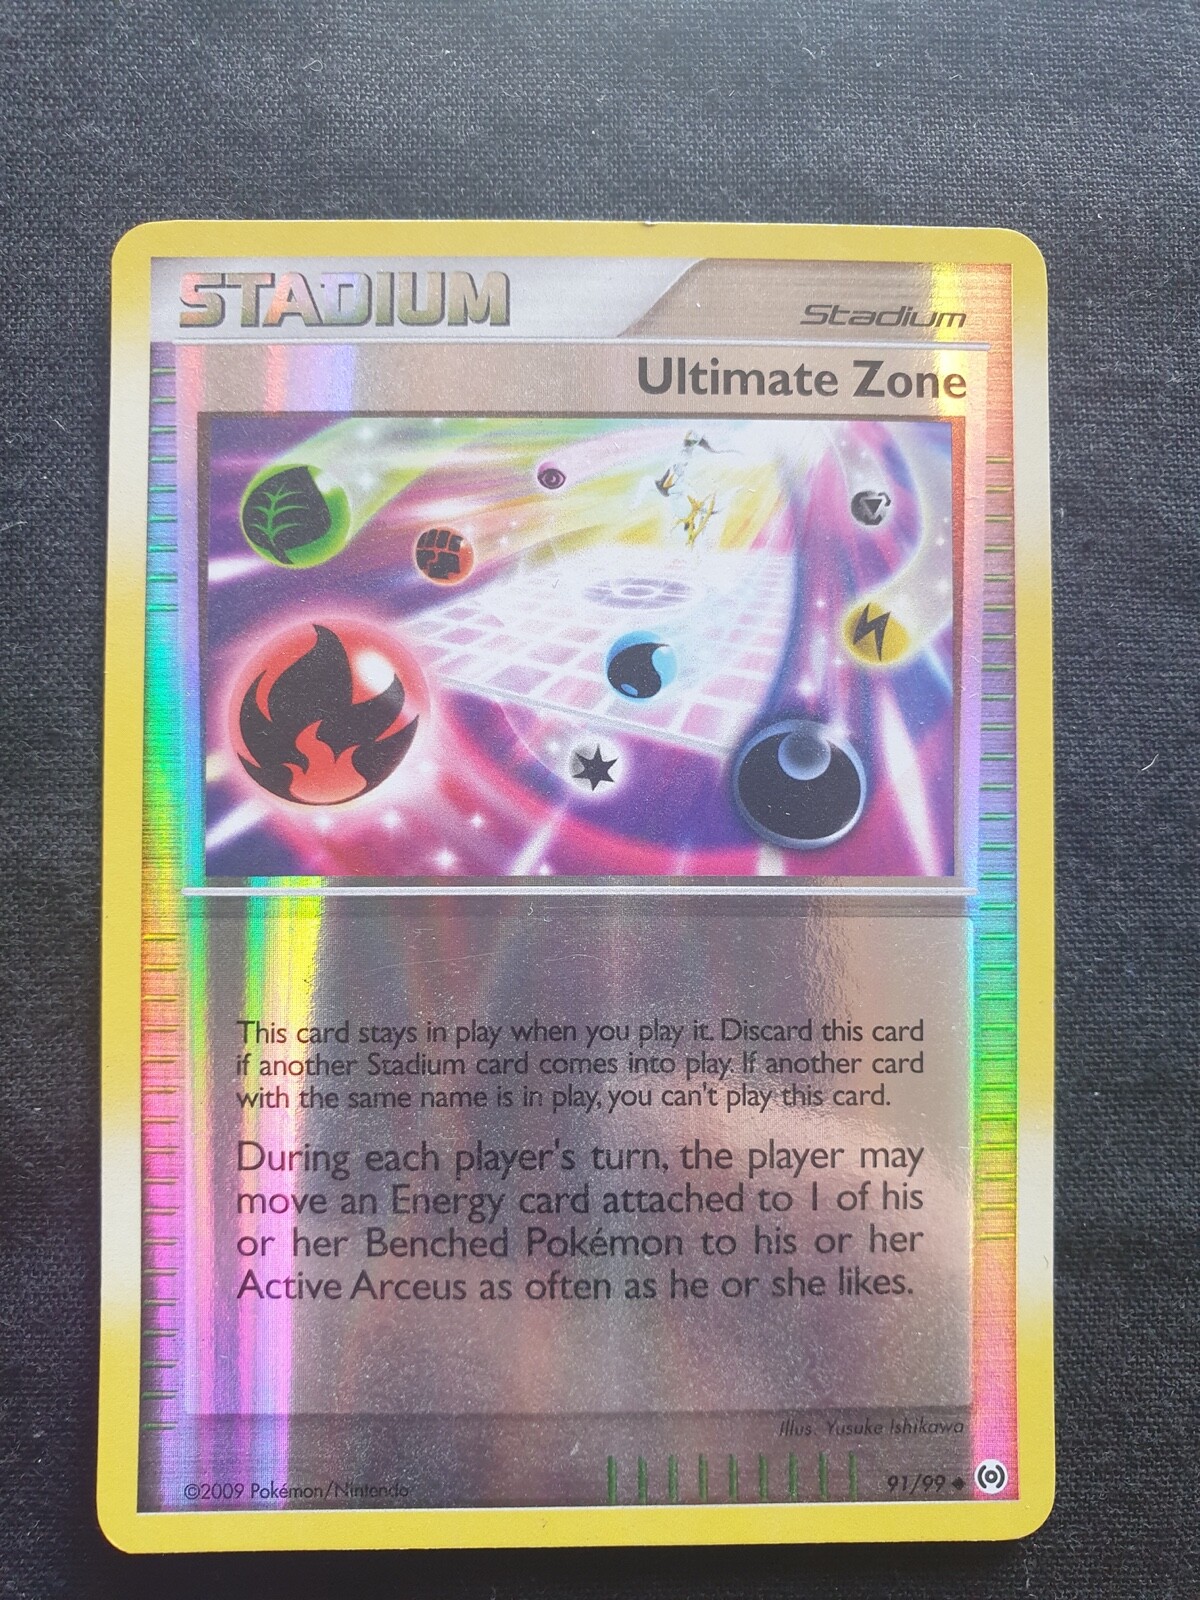 STADIUM
Stadium
Ultimate Zone
This card stays in play when you play it. Discard this card
if another Stadium card comes into play. If another card
with the same name is in play, you can't play this card.
During each player's turn, the player may
move an Energy card attached to 1 of his
or her Benched Pokémon to his or her
Active Arceus as often as he or she likes.
Illus. Yusuke Ishikawa
©2009 Pokémon/Nintendo
91/99